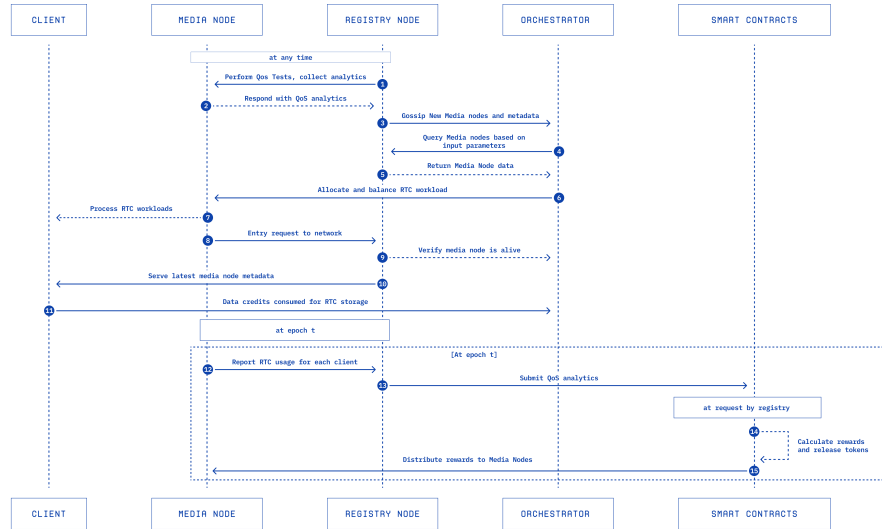 CLIENT
MEDIA NODE
REGISTRY NODE
ORCHESTRATOR
SMART CONTRACTS
at any time
Perform Qos Tests, collect analytics
1
2
Respond with QoS analytics
3
Gossip New Media nodes and metadata
Query Media nodes based on
input parameters
4
5
Return Media Node data
Allocate and balance RTC workload
6
Process RTC workloads
7
8
Entry request to network
9
Verify media node is alive
Serve latest media node metadata
10
11
Data credits consumed for RTC storage
at epoch t
[At epoch t]
12
Report RTC usage for each client
13
Submit QoS analytics
at request by registry
14
Calculate rewards
and release tokens
Distribute rewards to Media Nodes
15
CLIENT
MEDIA NODE
REGISTRY NODE
ORCHESTRATOR
SMART CONTRACTS